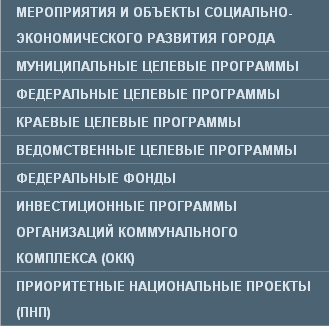 МЕРОПРИЯТИЯ И ОБЪЕКТЫ СОЦИАЛЬНО-
ЭКОНОМИЧЕСКОГО РАЗВИТИЯ ГОРОДА
МУНИЦИПАЛЬНЫЕ ЦЕЛЕВЫЕ ПРОГРАММЫ
ФЕДЕРАЛЬНЫЕ ЦЕЛЕВЫЕ ПРОГРАММЫ
КРАЕВЫЕ ЦЕЛЕВЫЕ ПРОГРАММЫ
ВЕДОМСТВЕННЫЕ ЦЕЛЕВЫЕ ПРОГРАММЫ
ФЕДЕРАЛЬНЫЕ ФОНДЫ
ИНВЕСТИЦИОННЫЕ ПРОГРАММЫ
ОРГАНИЗАЦИЙ КОММУНАЛЬНОГО
КОМПЛЕКСА (ОКК)
ПРИОРИТЕТНЫЕ НАЦИОНАЛЬНЫЕ ПРОЕКТЫ
(ПНП)